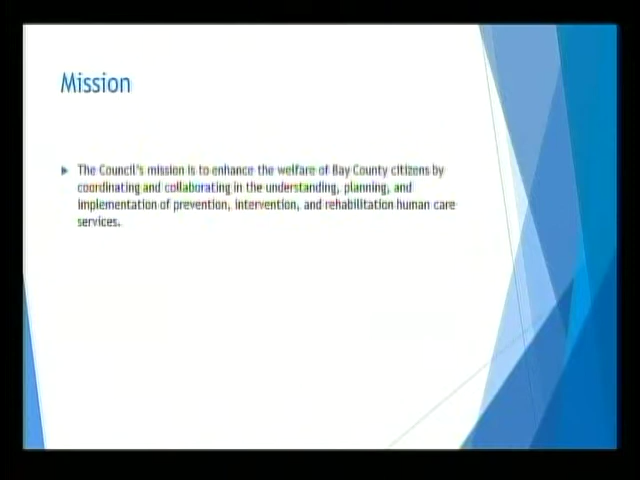 Mission
The Council's mission is to enhance the welfare of Bay County citizens by
coordinating and collaborating in the understanding, planning, and
implementation of prevention, intervention, and rehabilitation human care
services.